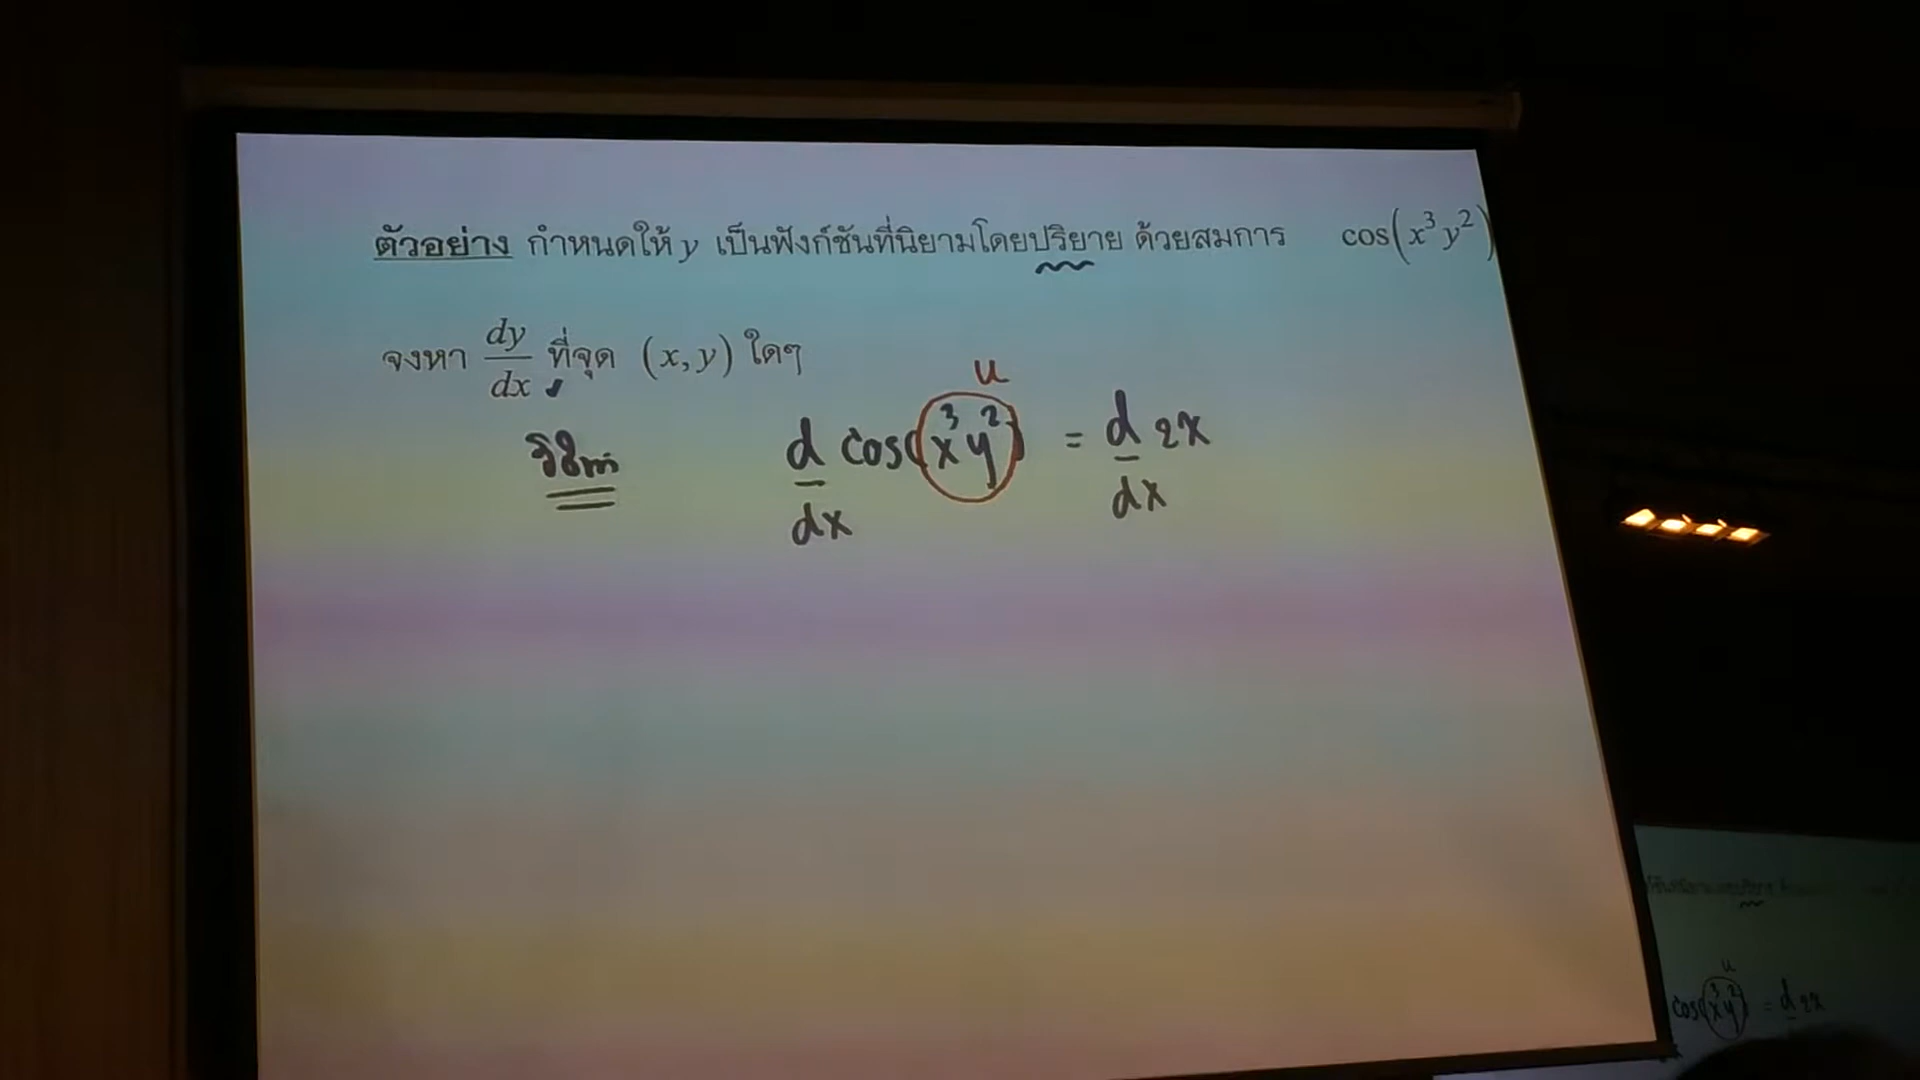 ตัวอย่าง กำหนดให้ y เป็นฟังก์ชันที่นิยามโดยปริยาย ด้วยสมการ cos(x³y²)
จงหา dy/dx ที่จุด (x, y) ใดๆ
u
วิธีทำ d/dx cos(x³y²) = d/dx 2x
u
cos(x³y²) = d 2x